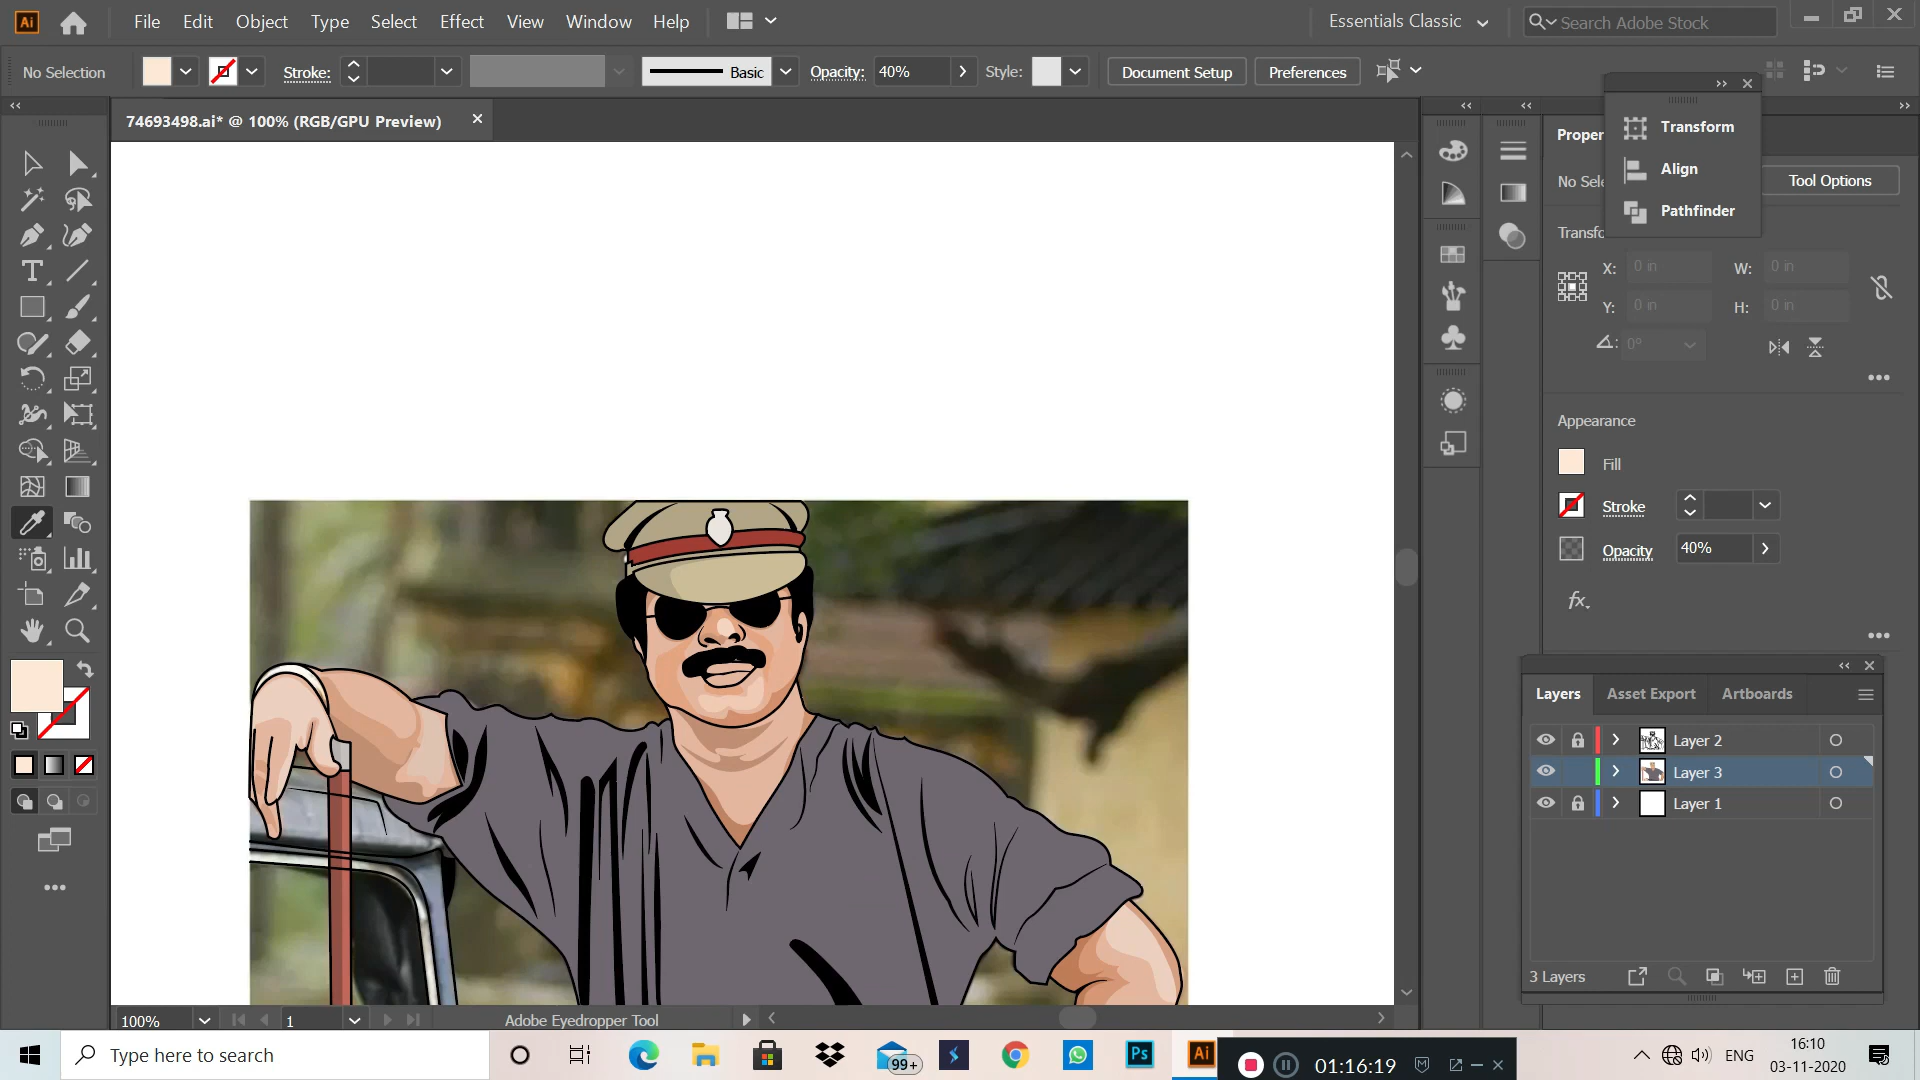 Ai File Edit Object Type Select Effect View Window Help Essentials Classic Search Adobe Stock
No Selection Stroke: Basic Opacity: 40% Style: Document Setup Preferences
74693498.ai* @ 100% (RGB/GPU Preview)
Transform
Align
Pathfinder
Proper
No Sele Tool Options
Transfo
X: 0 in W: 0 in
Y: 0 in H: 0 in
0°
Appearance
Fill
Stroke
Opacity 40%
fx.
Layers Asset Export Artboards
Layer 2
Layer 3
Layer 1
3 Layers
100% 1 Adobe Eyedropper Tool
Type here to search 99+ Ps Ai 01:16:19 ENG 16:10
03-11-2020